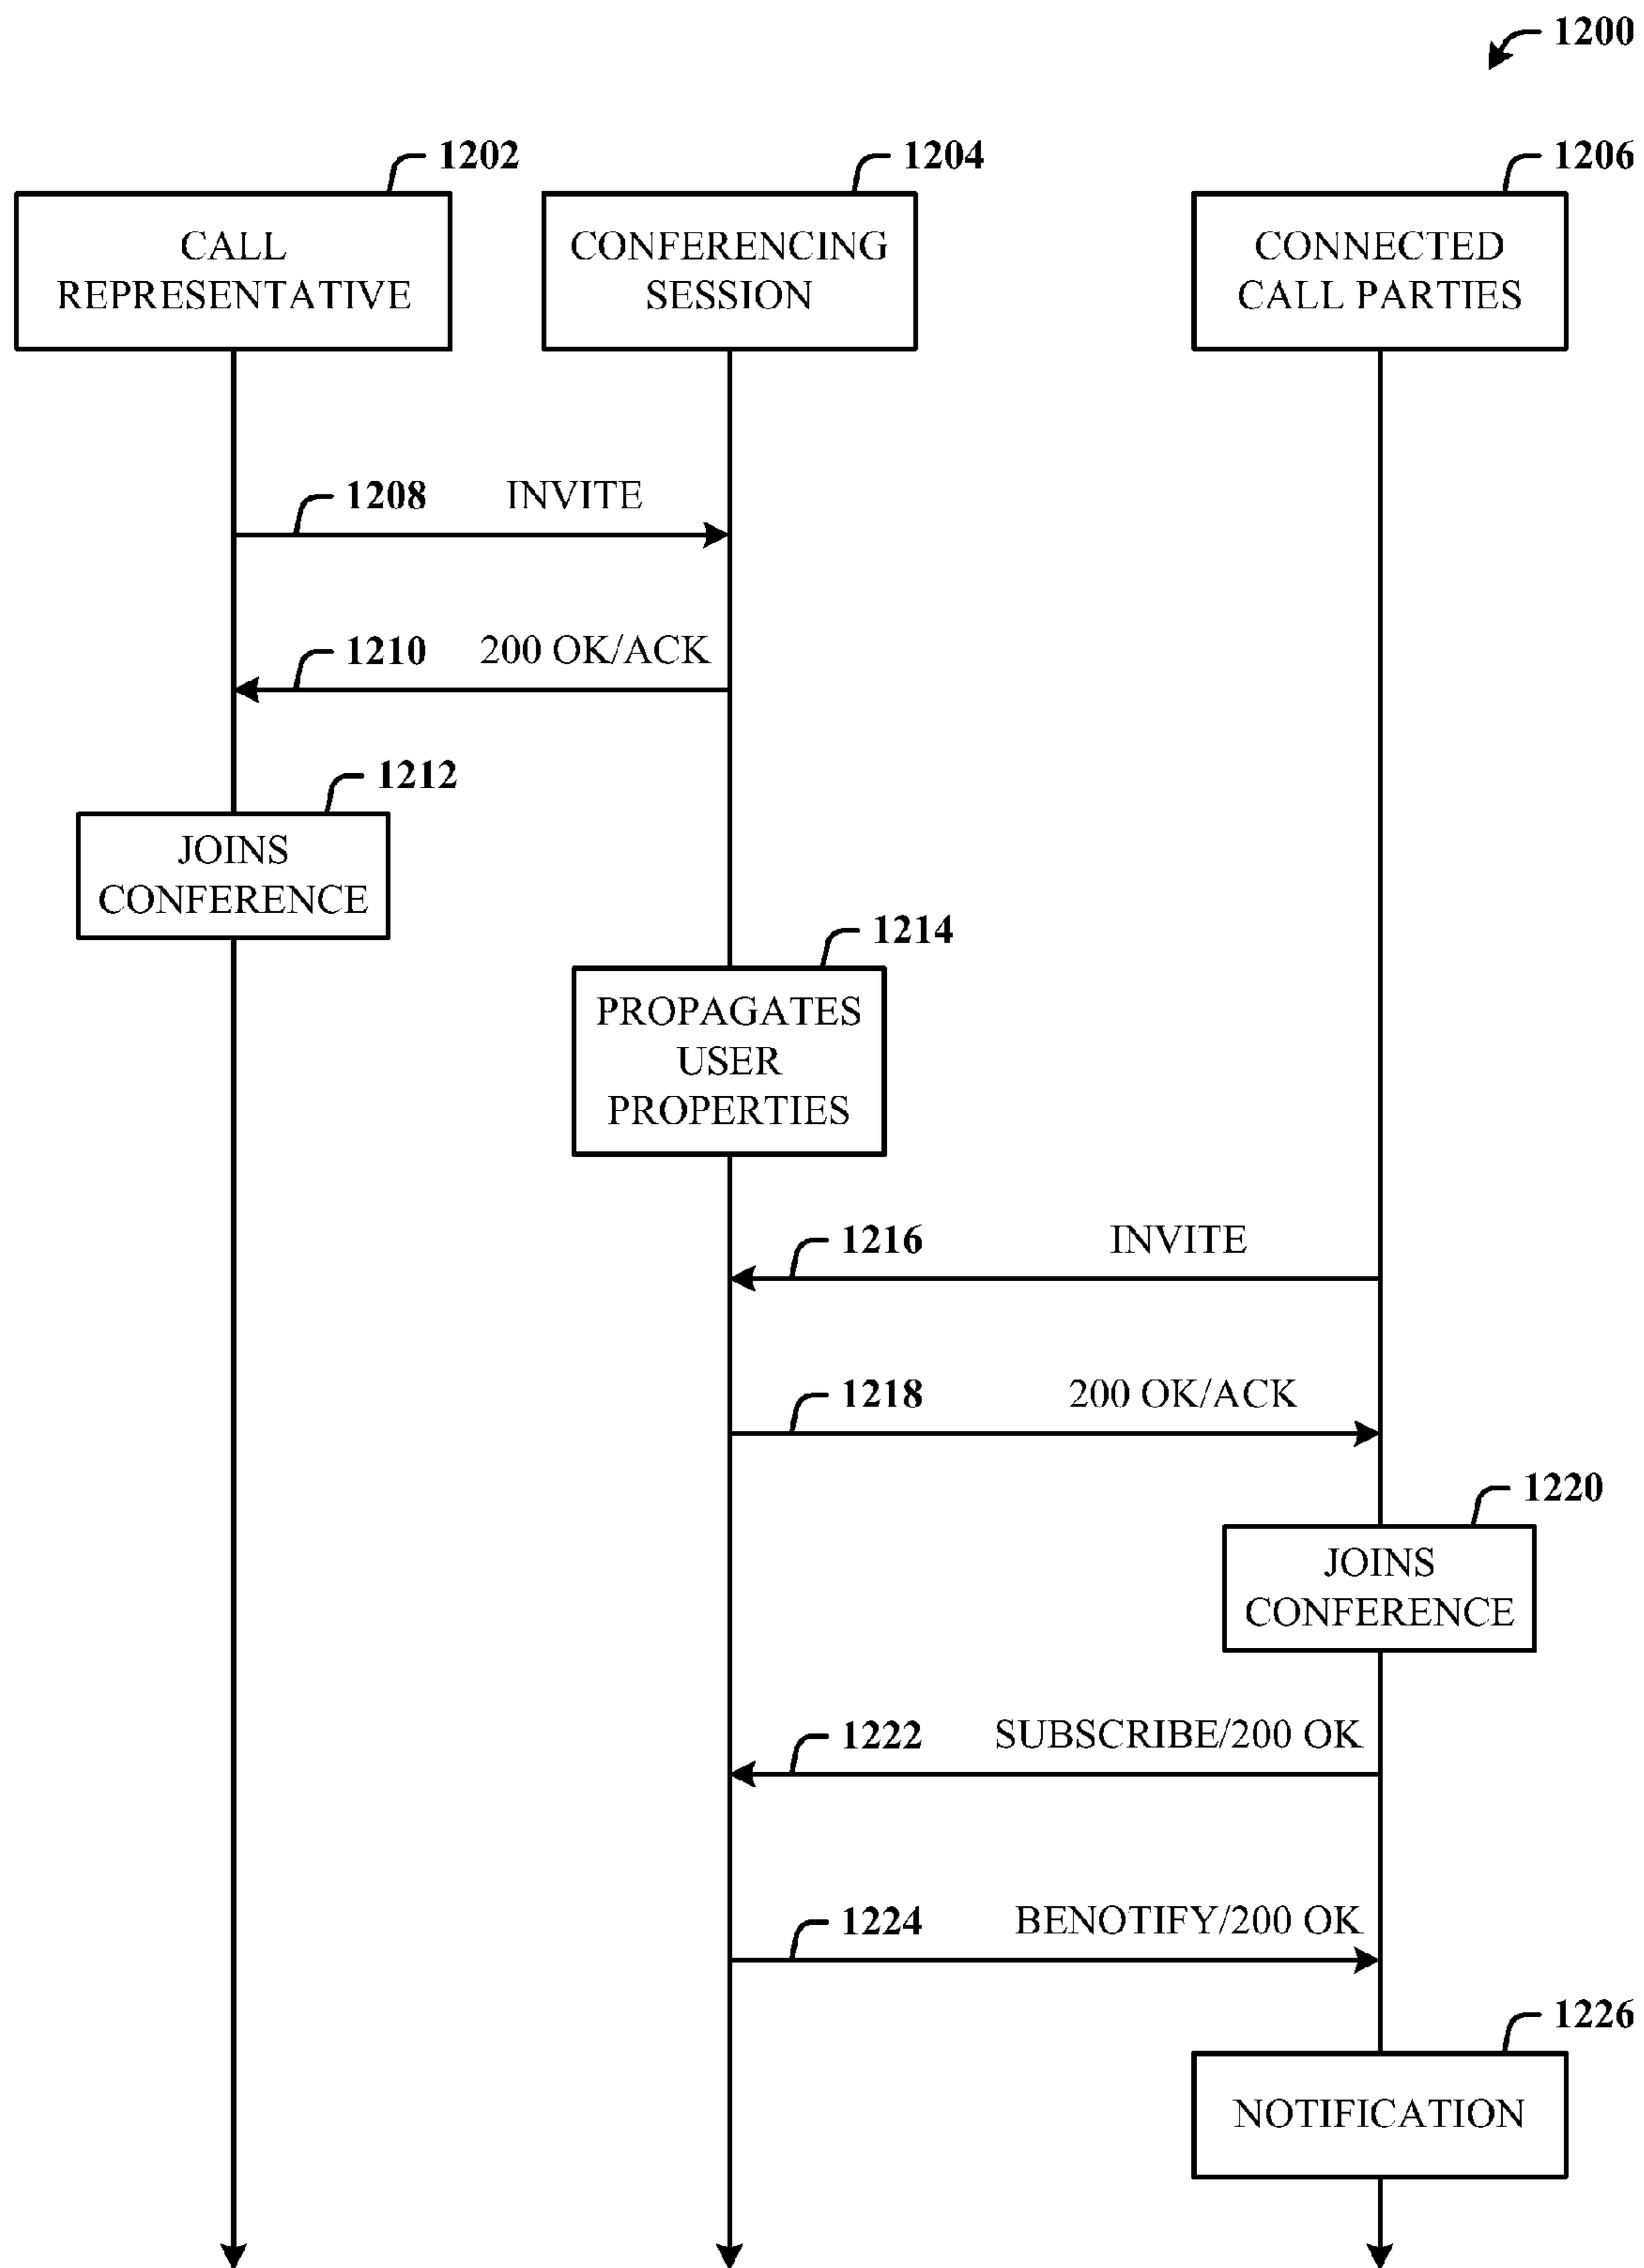 1200
1202
1204
1206
CALL
REPRESENTATIVE
CONFERENCING
SESSION
CONNECTED
CALL PARTIES
1208 INVITE
1210 200 OK/ACK
1212
JOINS
CONFERENCE
1214
PROPAGATES
USER
PROPERTIES
1216 INVITE
1218 200 OK/ACK
1220
JOINS
CONFERENCE
1222 SUBSCRIBE/200 OK
1224 BENOTIFY/200 OK
1226
NOTIFICATION